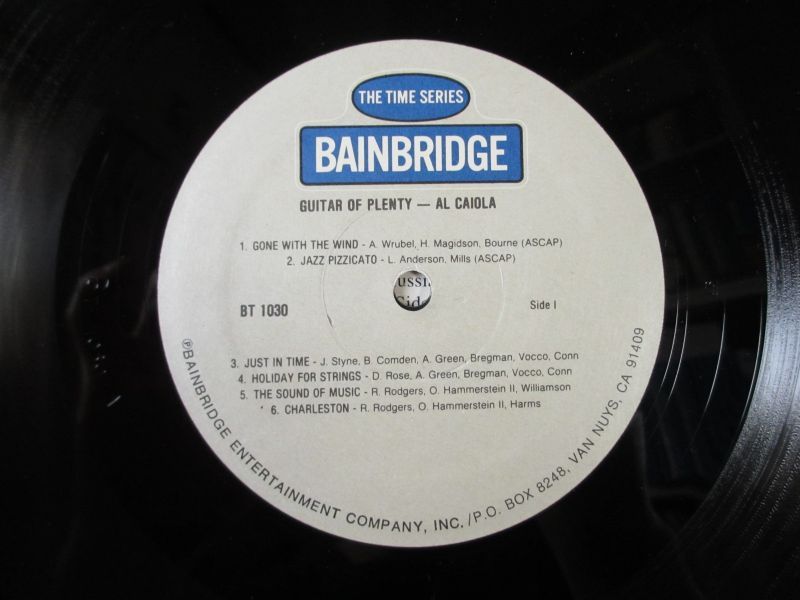 THE TIME SERIES
BAINBRIDGE
GUITAR OF PLENTY — AL CAIOLA
1. GONE WITH THE WIND - A. Wrubel, H. Magidson, Bourne (ASCAP)
2. JAZZ PIZZICATO - L. Anderson, Mills (ASCAP)
BT 1030
Side I
3. JUST IN TIME - J. Styne, B. Comden, A. Green, Bregman, Vocco, Conn
4. HOLIDAY FOR STRINGS - D. Rose, A. Green, Bregman, Vocco, Conn
5. THE SOUND OF MUSIC - R. Rodgers, O. Hammerstein II, Williamson
6. CHARLESTON - R. Rodgers, O. Hammerstein II, Harms
℗BAINBRIDGE ENTERTAINMENT COMPANY, INC. /P.O. BOX 8248, VAN NUYS, CA 91409